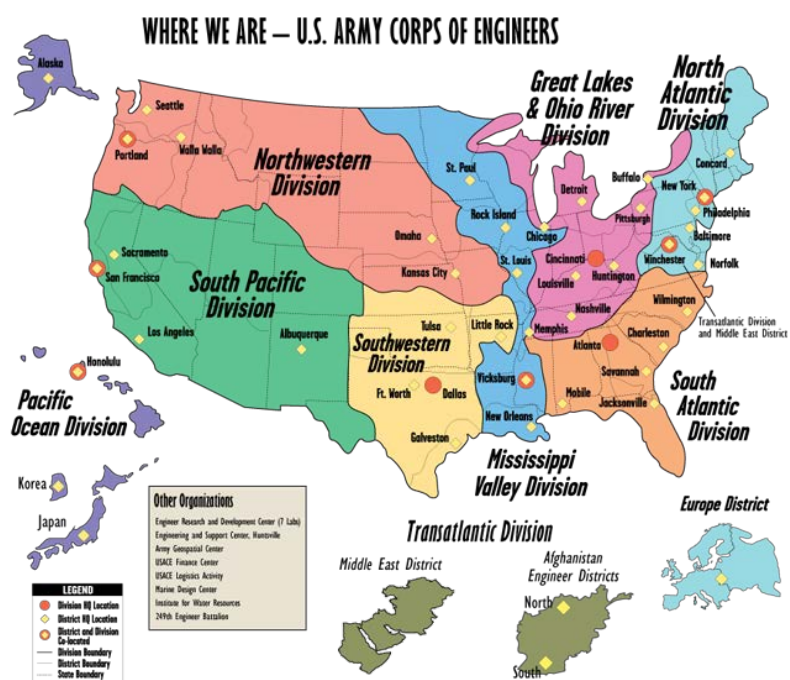 WHERE WE ARE – U.S. ARMY CORPS OF ENGINEERS
Alaska
Great Lakes
& Ohio River
Division
North
Atlantic
Division
Seattle
Portland
Walla Walla
Northwestern
Division
St. Paul
Rock Island
Omaha
Kansas City
St. Louis
Chicago
Detroit
Buffalo
Pittsburgh
New York
Concord
Philadelphia
Baltimore
Winchester
Norfolk
Cincinnati
Huntington
Louisville
Nashville
Transatlantic Division
and Middle East District
Sacramento
San Francisco
South Pacific
Division
Los Angeles
Albuquerque
Tulsa
Little Rock
Southwestern
Division
Ft. Worth
Dallas
Galveston
Memphis
Vicksburg
New Orleans
Mississippi
Valley Division
Wilmington
Charleston
Atlanta
Savannah
Mobile
Jacksonville
South
Atlantic
Division
Honolulu
Pacific
Ocean Division
Korea
Japan
LEGEND
Division HQ Location
District HQ Location
District and Division
Co-located
Division Boundary
District Boundary
State Boundary
Other Organizations
Engineer Research and Development Center (7 Labs)
Engineering and Support Center, Huntsville
Army Geospatial Center
USACE Finance Center
USACE Logistics Activity
Marine Design Center
Institute for Water Resources
249th Engineer Battalion
Transatlantic Division
Middle East District
Afghanistan
Engineer Districts
North
South
Europe District